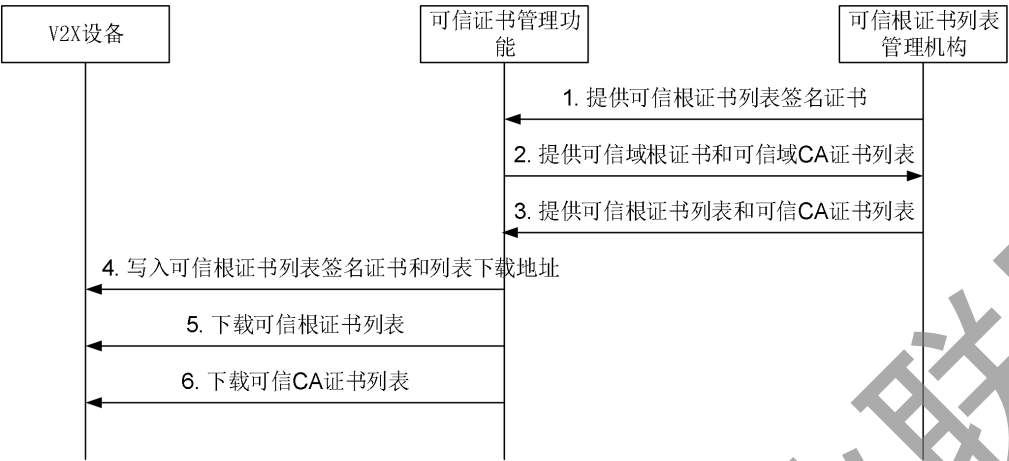 V2X设备
可信证书管理功
能
可信根证书列表
管理机构
1. 提供可信根证书列表签名证书
2. 提供可信域根证书和可信域CA证书列表
3. 提供可信根证书列表和可信CA证书列表
4. 写入可信根证书列表签名证书和列表下载地址
5. 下载可信根证书列表
6. 下载可信CA证书列表
联